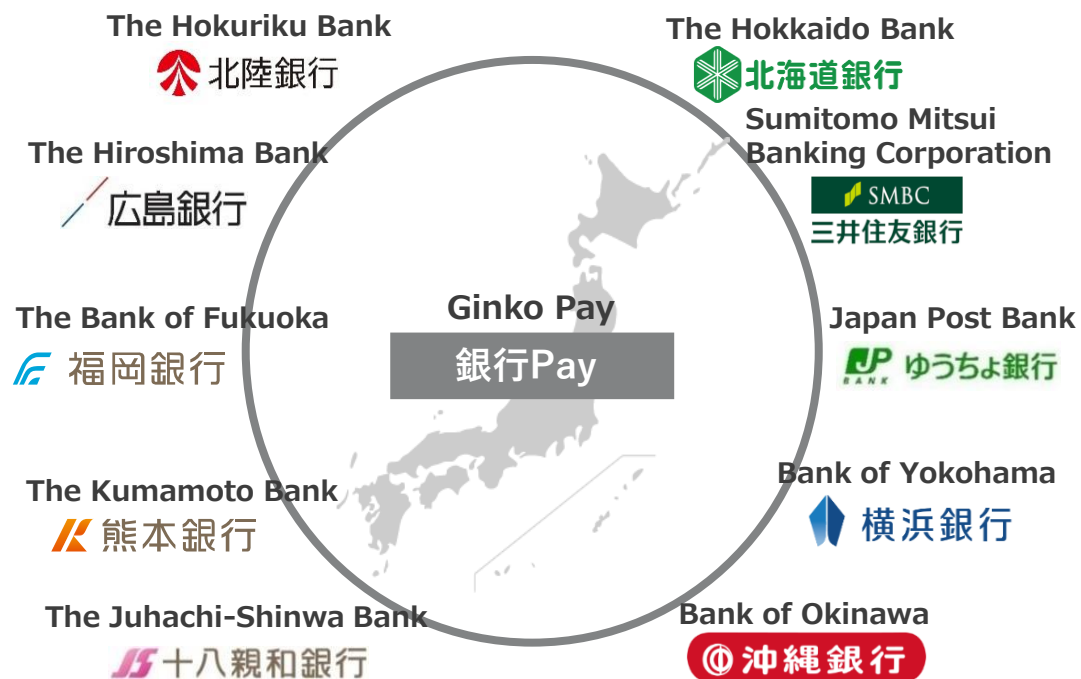 The Hokuriku Bank
北陸銀行
The Hokkaido Bank
北海道銀行
The Hiroshima Bank
広島銀行
Sumitomo Mitsui
Banking Corporation
SMBC
三井住友銀行
Ginko Pay
銀行Pay
The Bank of Fukuoka
福岡銀行
Japan Post Bank
JP
BANK
ゆうちょ銀行
The Kumamoto Bank
熊本銀行
Bank of Yokohama
横浜銀行
The Juhachi-Shinwa Bank
JS 十八親和銀行
Bank of Okinawa
沖縄銀行